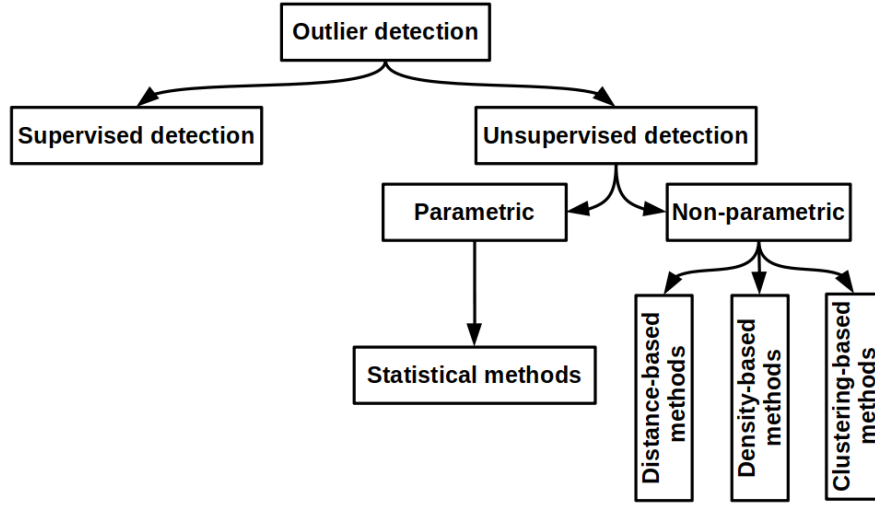 Outlier detection
Supervised detection
Unsupervised detection
Parametric
Non-parametric
Statistical methods
Distance-based
methods
Density-based
methods
Clustering-based
methods